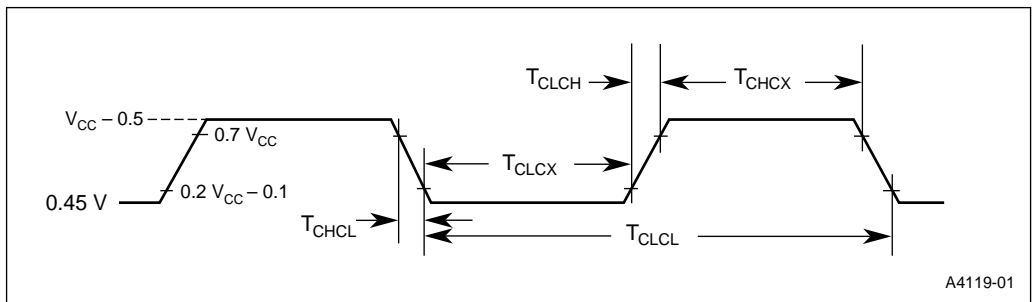 T_CLCH
T_CHCX
V_CC – 0.5
0.7 V_CC
T_CLCX
0.2 V_CC – 0.1
0.45 V
T_CHCL
T_CLCL
A4119-01